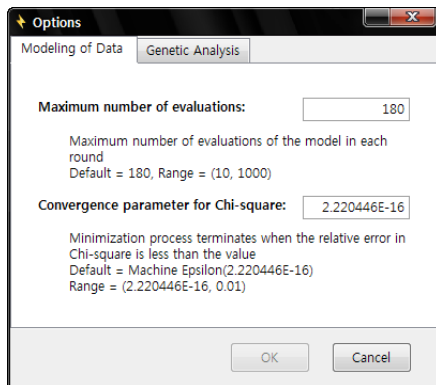 Options
Modeling of Data
Genetic Analysis
Maximum number of evaluations:
180
Maximum number of evaluations of the model in each
round
Default = 180, Range = (10, 1000)
Convergence parameter for Chi-square:
2.220446E-16
Minimization process terminates when the relative error in
Chi-square is less than the value
Default = Machine Epsilon(2.220446E-16)
Range = (2.220446E-16, 0.01)
OK
Cancel